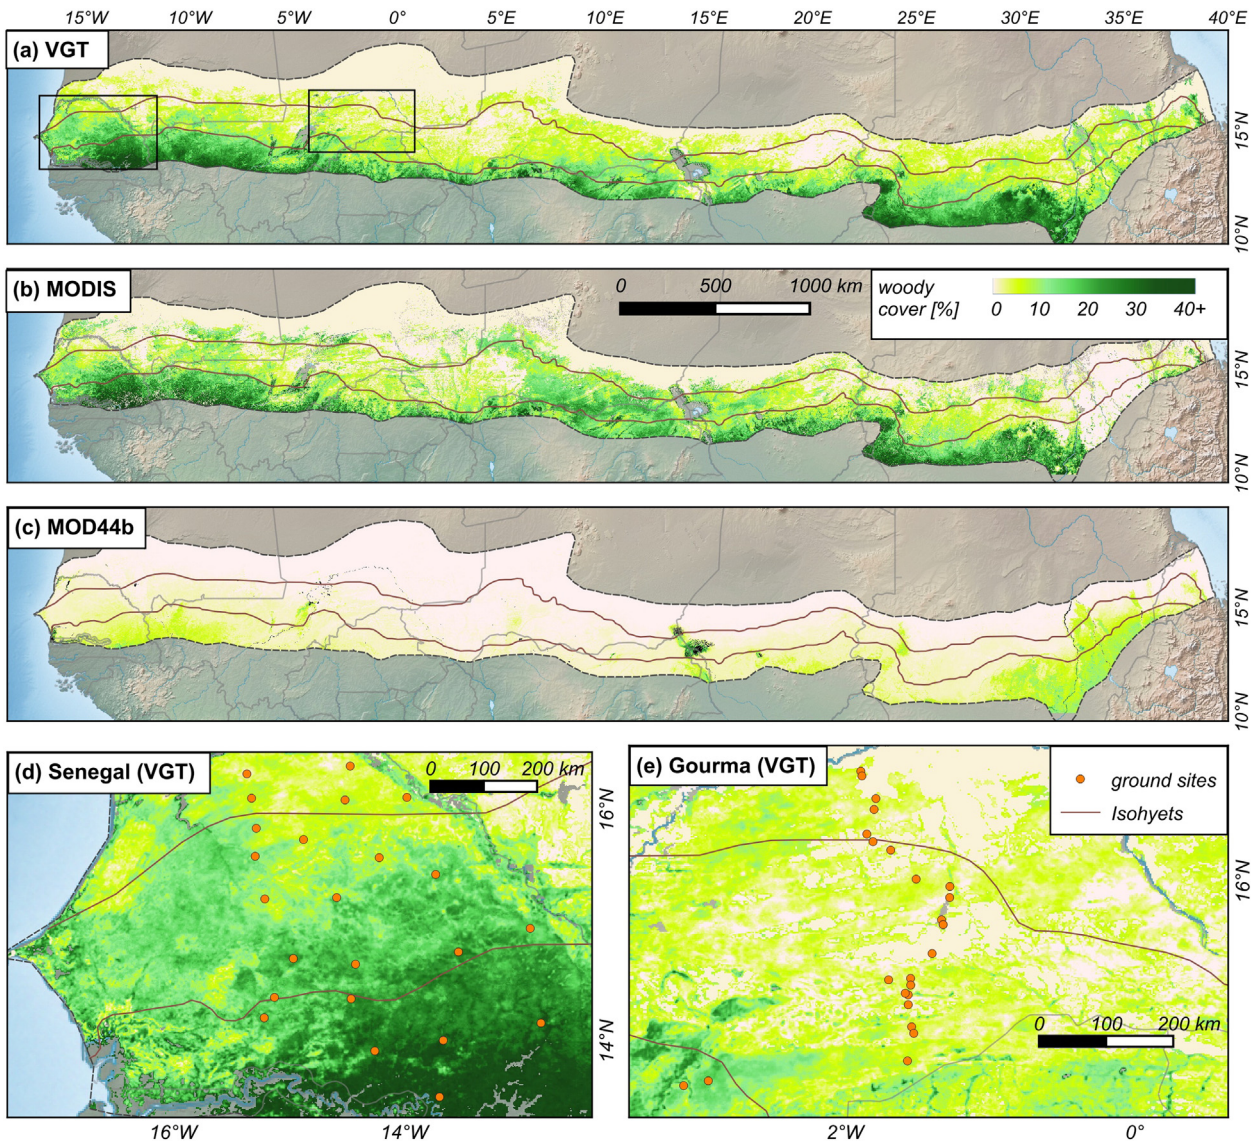 15°W 10°W 5°W 0° 5°E 10°E 15°E 20°E 25°E 30°E 35°E 40°E
(a) VGT
15°N
10°N
(b) MODIS
0 500 1000 km
woody
cover [%]
0 10 20 30 40+
15°N
10°N
(c) MOD44b
15°N
10°N
(d) Senegal (VGT)
0 100 200 km
16°N
14°N
16°W 14°W
(e) Gourma (VGT)
ground sites
Isohyets
16°N
0 100 200 km
2°W 0°